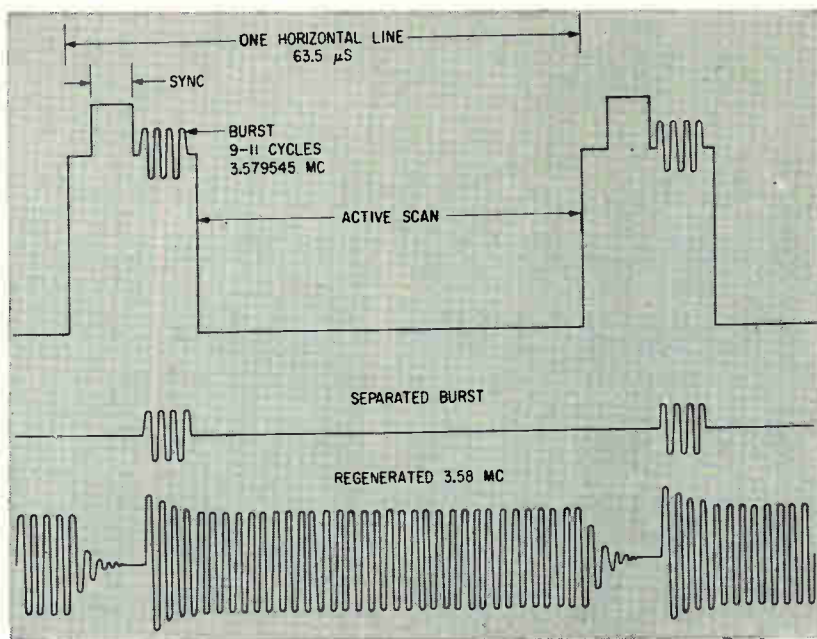 ONE HORIZONTAL LINE
63.5 µS
SYNC
BURST
9-11 CYCLES
3.579545 MC
ACTIVE SCAN
SEPARATED BURST
REGENERATED 3.58 MC